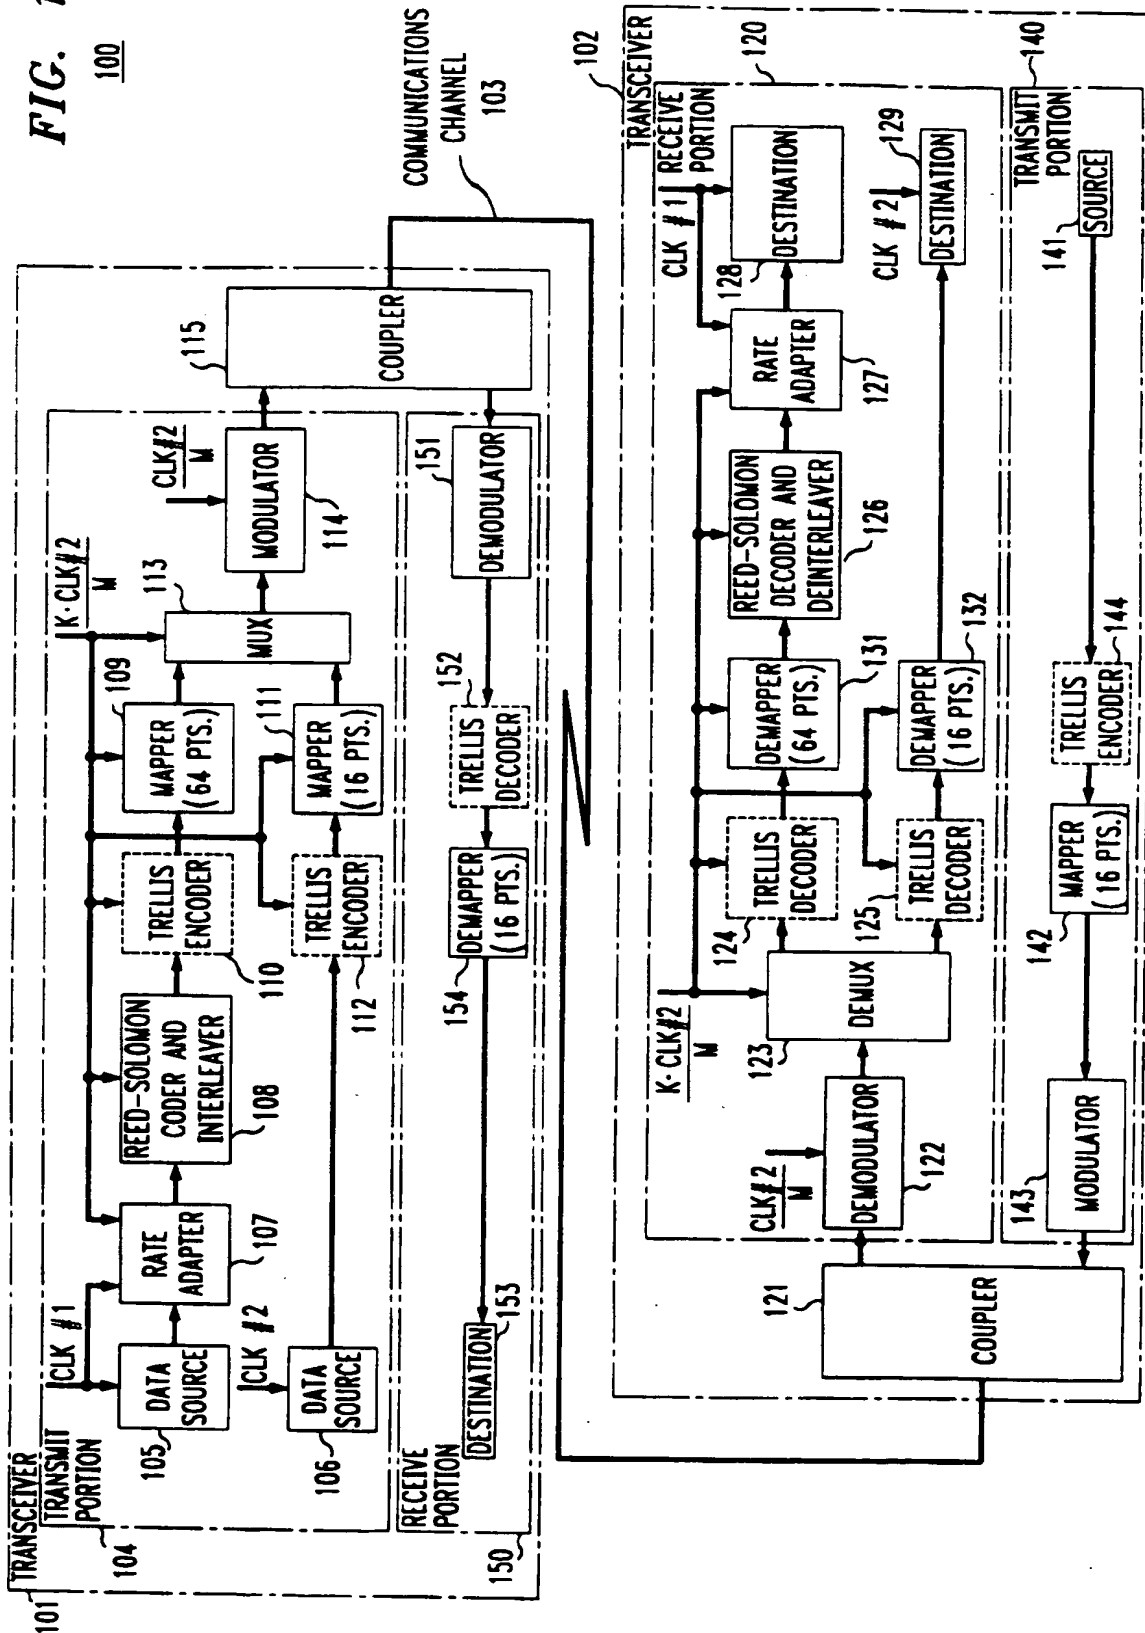 FIG. 1
100
TRANSCEIVER
101
TRANSMIT
PORTION
104
CLK #1
DATA
SOURCE
105
CLK #2
DATA
SOURCE
106
RATE
ADAPTER
107
REED-SOLOMON
CODER AND
INTERLEAVER
108
TRELLIS
ENCODER
110
TRELLIS
ENCODER
112
MAPPER
(64 PTS.)
109
MAPPER
(16 PTS.)
111
K·CLK#2
M
113
MUX
CLK#2
M
MODULATOR
114
115
COUPLER
COMMUNICATIONS
CHANNEL
103
RECEIVE
PORTION
150
DESTINATION
153
DEMAPPER
(16 PTS.)
154
152
TRELLIS
DECODER
151
DEMODULATOR
102
TRANSCEIVER
120
RECEIVE
PORTION
121
COUPLER
CLK#2
M
DEMODULATOR
122
K·CLK#2
M
123
DEMUX
124
TRELLIS
DECODER
125
TRELLIS
DECODER
DEMAPPER
(64 PTS.)
131
DEMAPPER
(16 PTS.)
132
REED-SOLOMON
DECODER AND
DEINTERLEAVER
126
RATE
ADAPTER
127
CLK #1
128
DESTINATION
CLK #2
129
DESTINATION
140
TRANSMIT
PORTION
141
SOURCE
144
TRELLIS
ENCODER
142
MAPPER
(16 PTS.)
143
MODULATOR